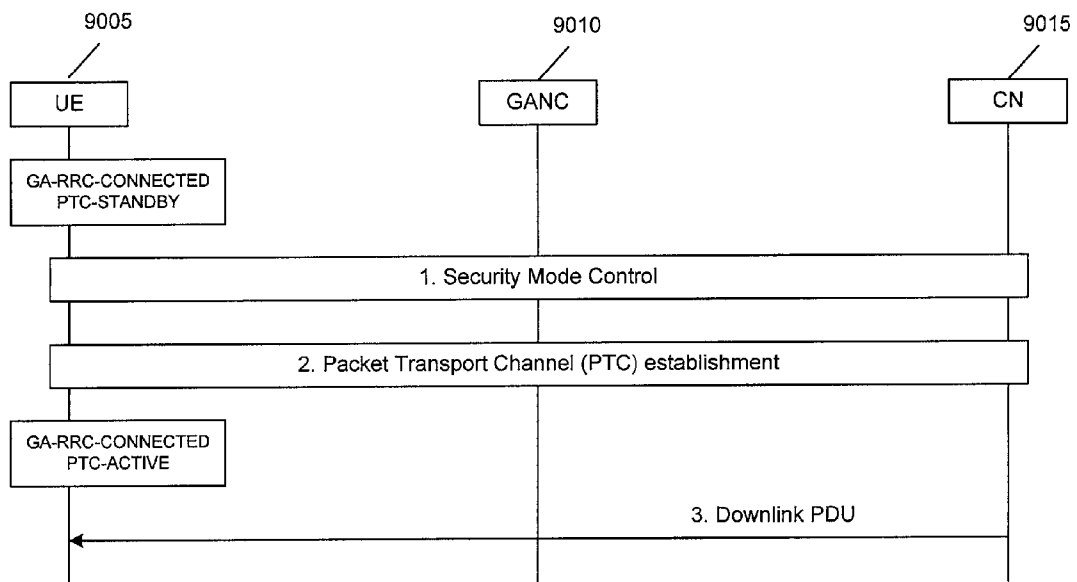 9005
9010
9015
UE
GANC
CN
GA-RRC-CONNECTED
PTC-STANDBY
1. Security Mode Control
2. Packet Transport Channel (PTC) establishment
GA-RRC-CONNECTED
PTC-ACTIVE
3. Downlink PDU